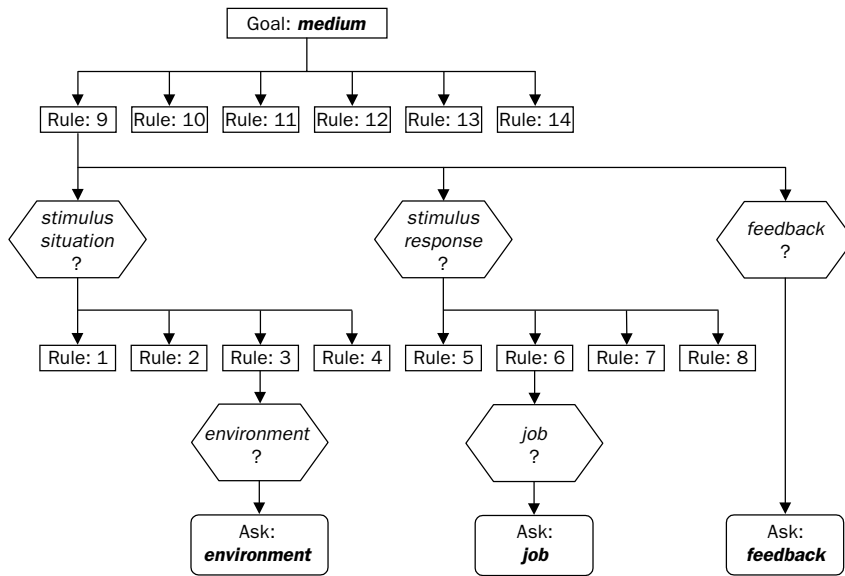 Goal: medium
Rule: 9
Rule: 10
Rule: 11
Rule: 12
Rule: 13
Rule: 14
stimulus
situation
?
stimulus
response
?
feedback
?
Rule: 1
Rule: 2
Rule: 3
Rule: 4
Rule: 5
Rule: 6
Rule: 7
Rule: 8
environment
?
job
?
Ask:
environment
Ask:
job
Ask:
feedback